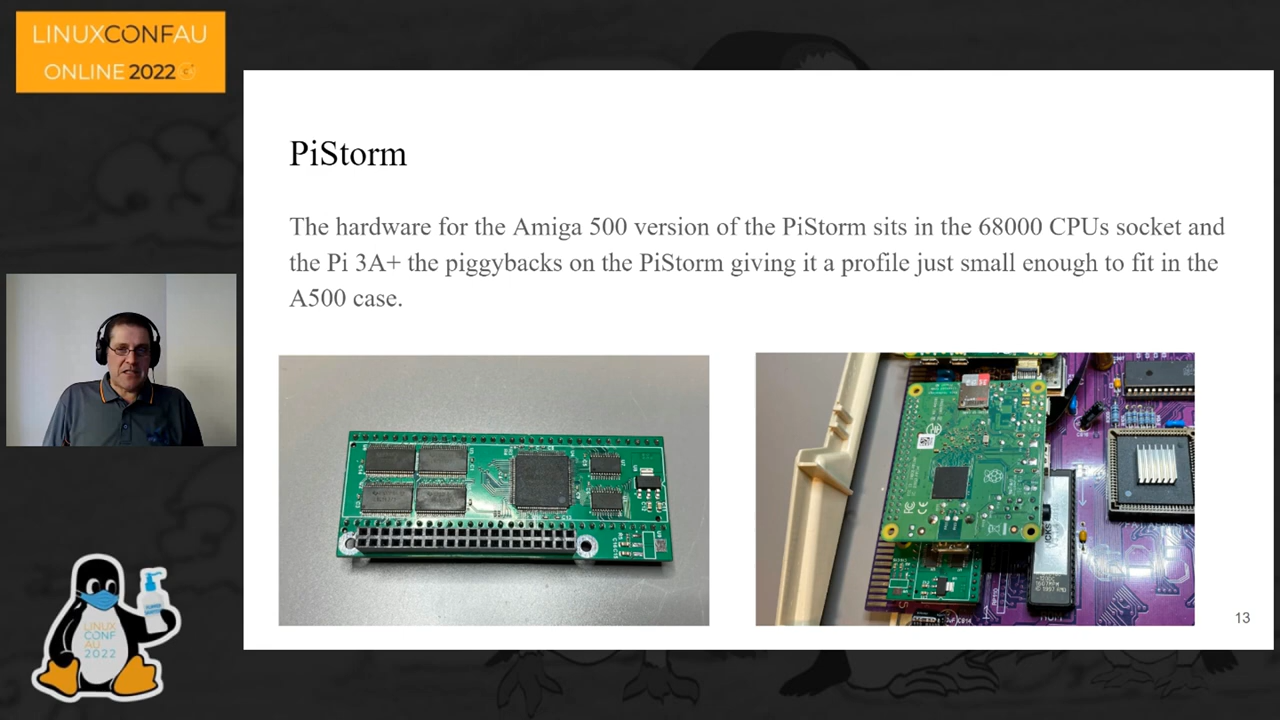 LINUXCONFAU
ONLINE 2022
PiStorm
The hardware for the Amiga 500 version of the PiStorm sits in the 68000 CPUs socket and
the Pi 3A+ the piggybacks on the PiStorm giving it a profile just small enough to fit in the
A500 case.
13
LINUX
CONF
AU
2022